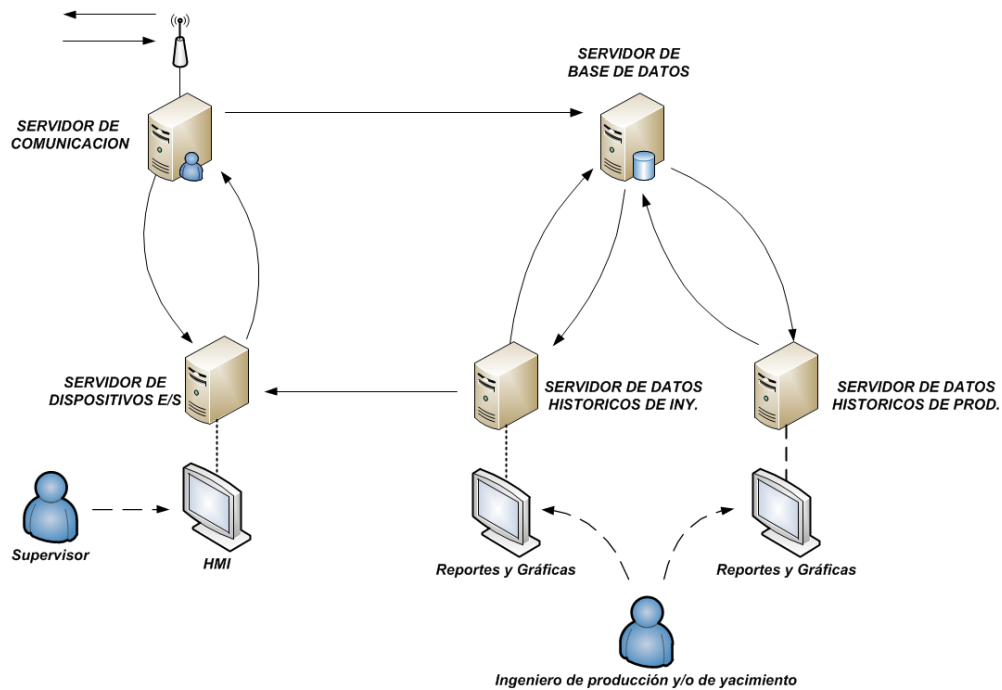 SERVIDOR DE
BASE DE DATOS
SERVIDOR DE
COMUNICACION
SERVIDOR DE
DISPOSITIVOS E/S
SERVIDOR DE DATOS
HISTORICOS DE INY.
SERVIDOR DE DATOS
HISTORICOS DE PROD.
Supervisor
HMI
Reportes y Gráficas
Reportes y Gráficas
Ingeniero de producción y/o de yacimiento